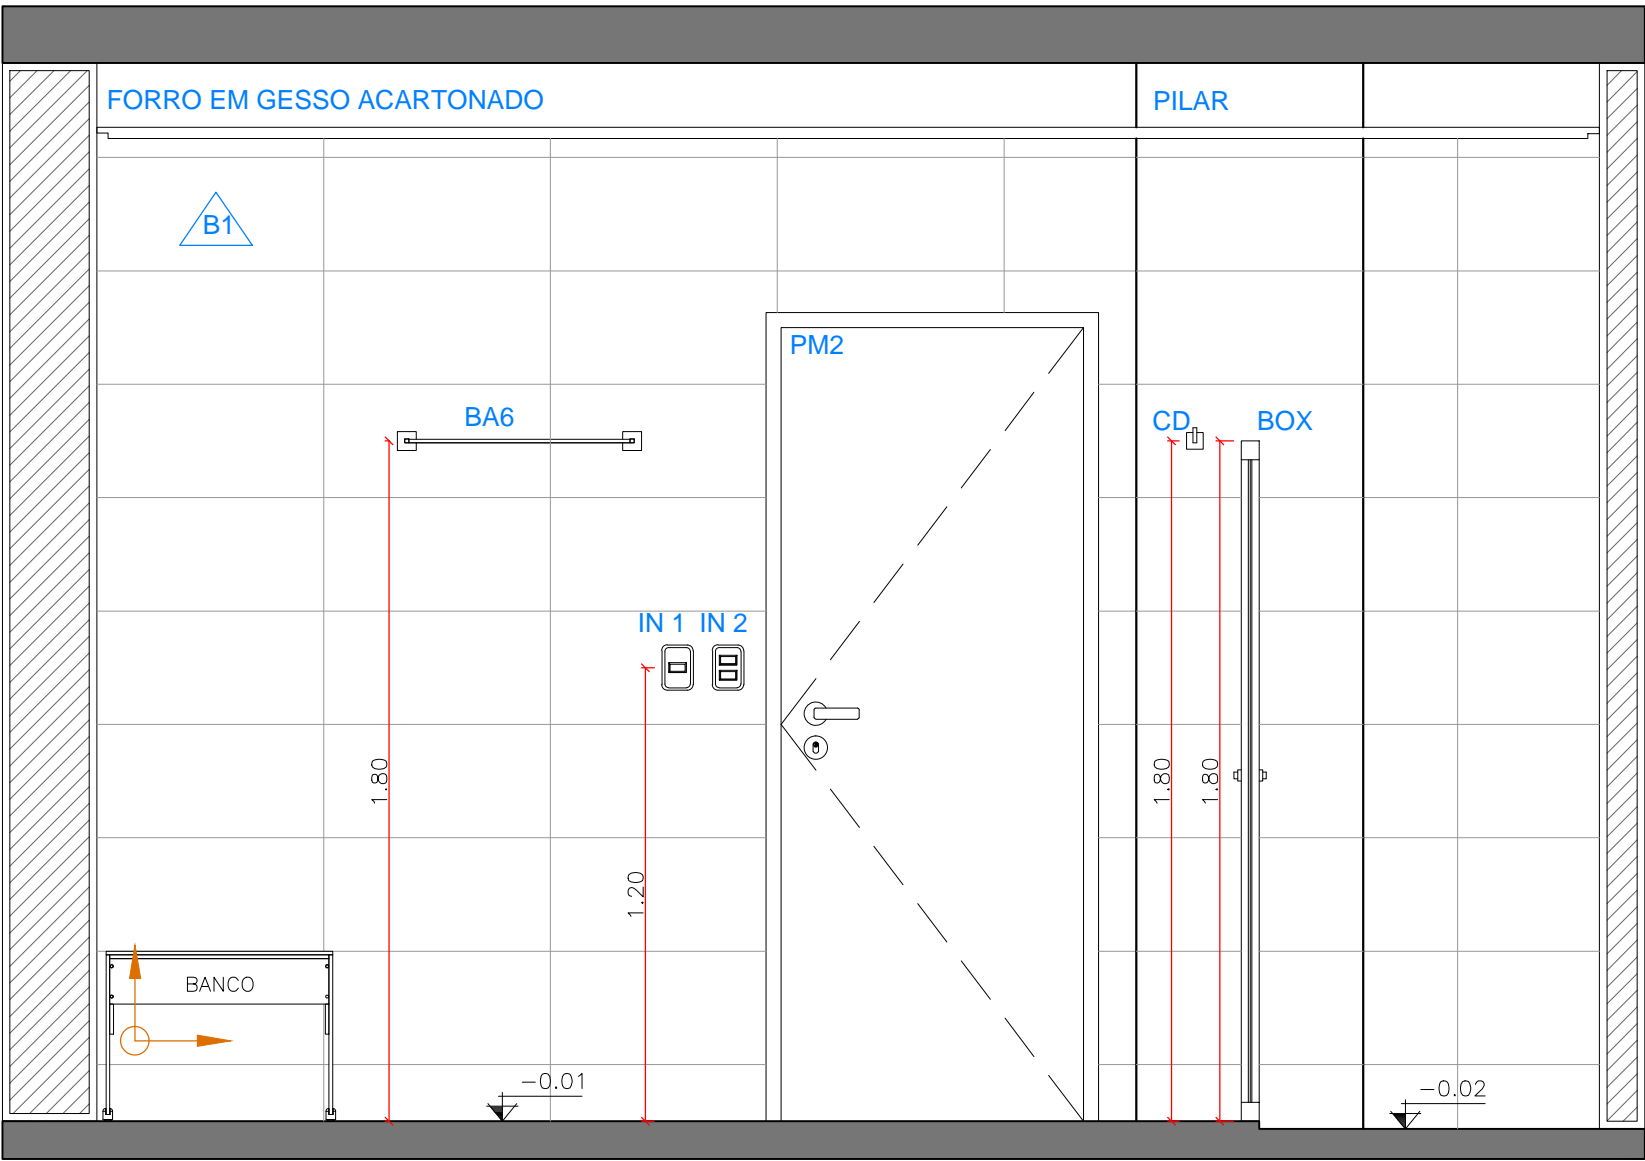 FORRO EM GESSO ACARTONADO
PILAR
B1
PM2
BA6
CD
BOX
IN 1
IN 2
1.80
1.80
1.80
1.20
BANCO
-0.01
-0.02